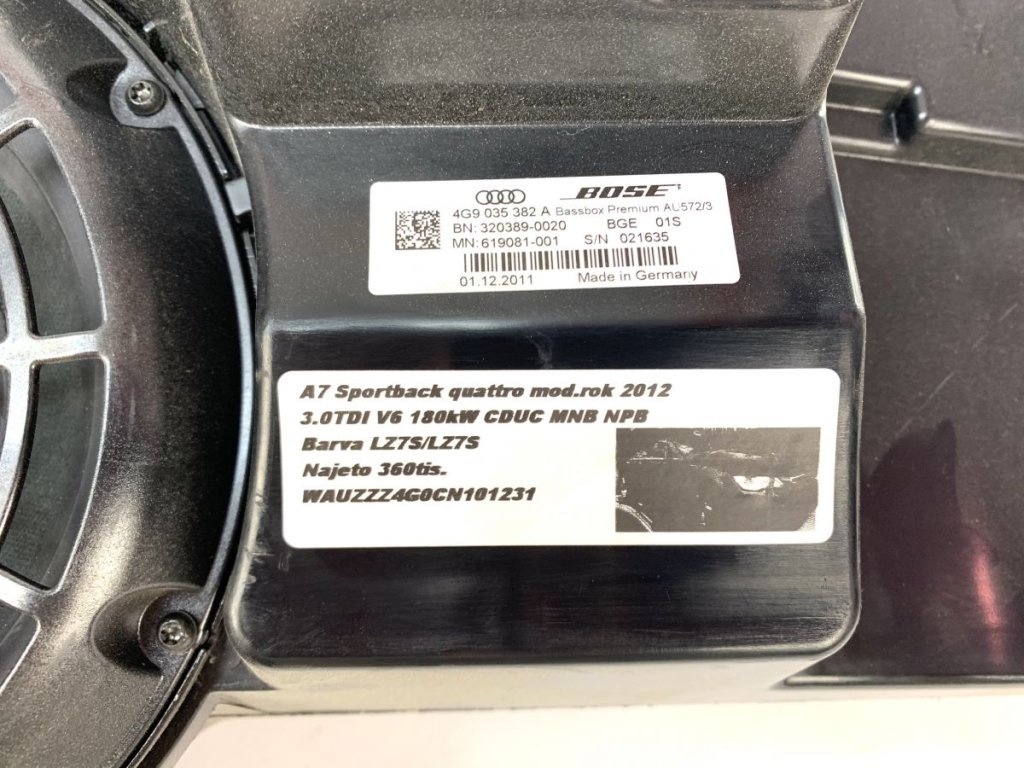 BOSE
4G9 035 382 A Bassbox Premium AU572/3
BN: 320389-0020 BGE 01S
MN: 619081-001 S/N 021635
01.12.2011 Made in Germany
A7 Sportback quattro mod.rok 2012
3.0TDI V6 180kW CDUC MNB NPB
Barva LZ7S/LZ7S
Najeto 360tis.
WAUZZZ4G0CN101231